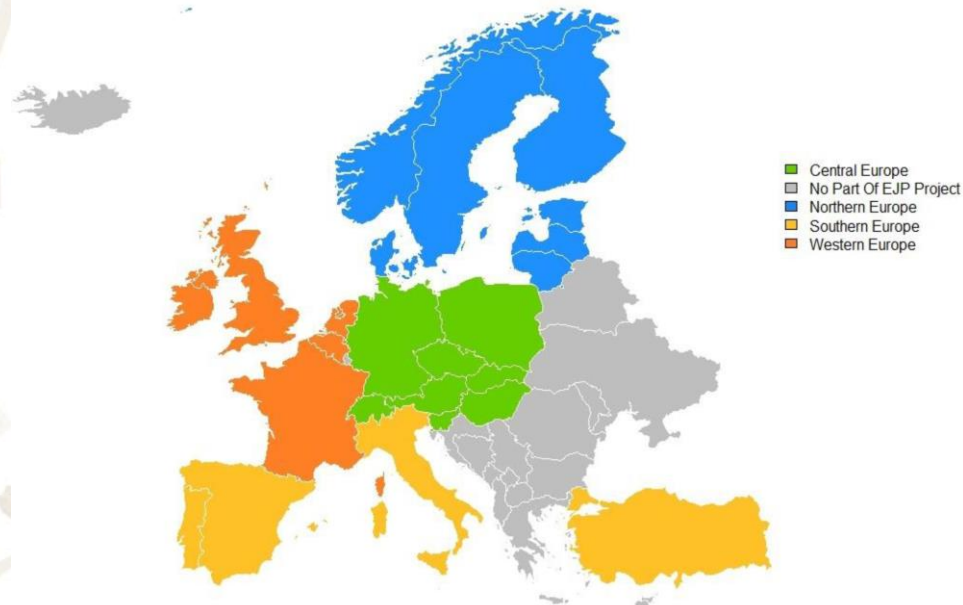 Central Europe
No Part Of EJP Project
Northern Europe
Southern Europe
Western Europe